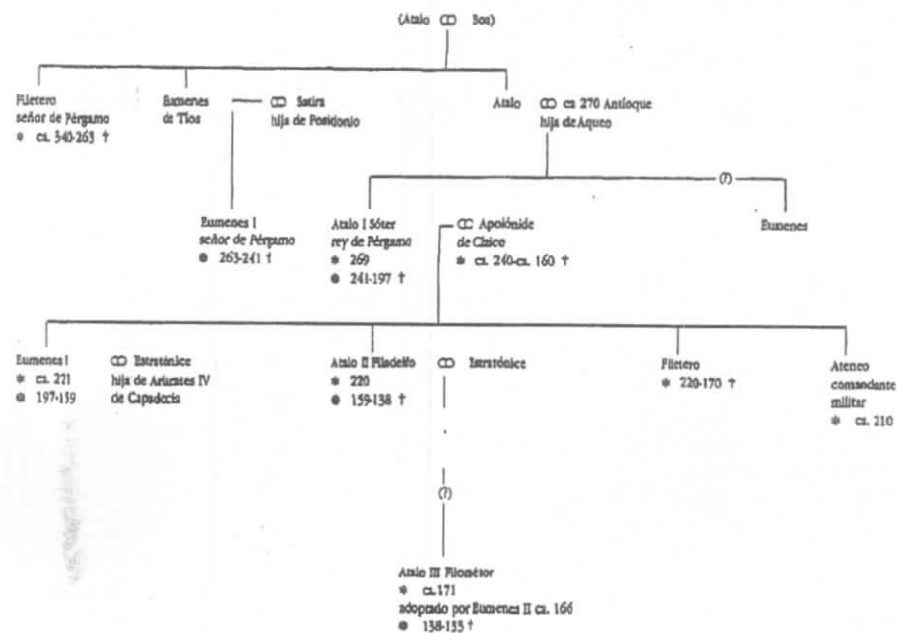 (Atalo ꝏ Boa)
Filetero
señor de Pérgamo
* ca. 340-263 †
Eumenes
de Tíos
ꝏ Satira
hija de Posidonio
Atalo
ꝏ ca 270 Antíoque
hija de Aqueo
(?)
Eumenes I
señor de Pérgamo
● 263-241 †
Atalo I Sóter
rey de Pérgamo
* 269
● 241-197 †
ꝏ Apolónide
de Cízico
* ca. 240-ca. 160 †
Eumenes
Eumenes I
* ca. 221
● 197-159
ꝏ Estratónice
hija de Ariarates IV
de Capadocia
Atalo II Filadelfo
* 220
● 159-138 †
ꝏ Estratónice
Filetero
* 220-170 †
Ateneo
comandante
militar
* ca. 210
(?)
Atalo III Filométor
* ca.171
adoptado por Eumenes II ca. 166
● 138-133 †